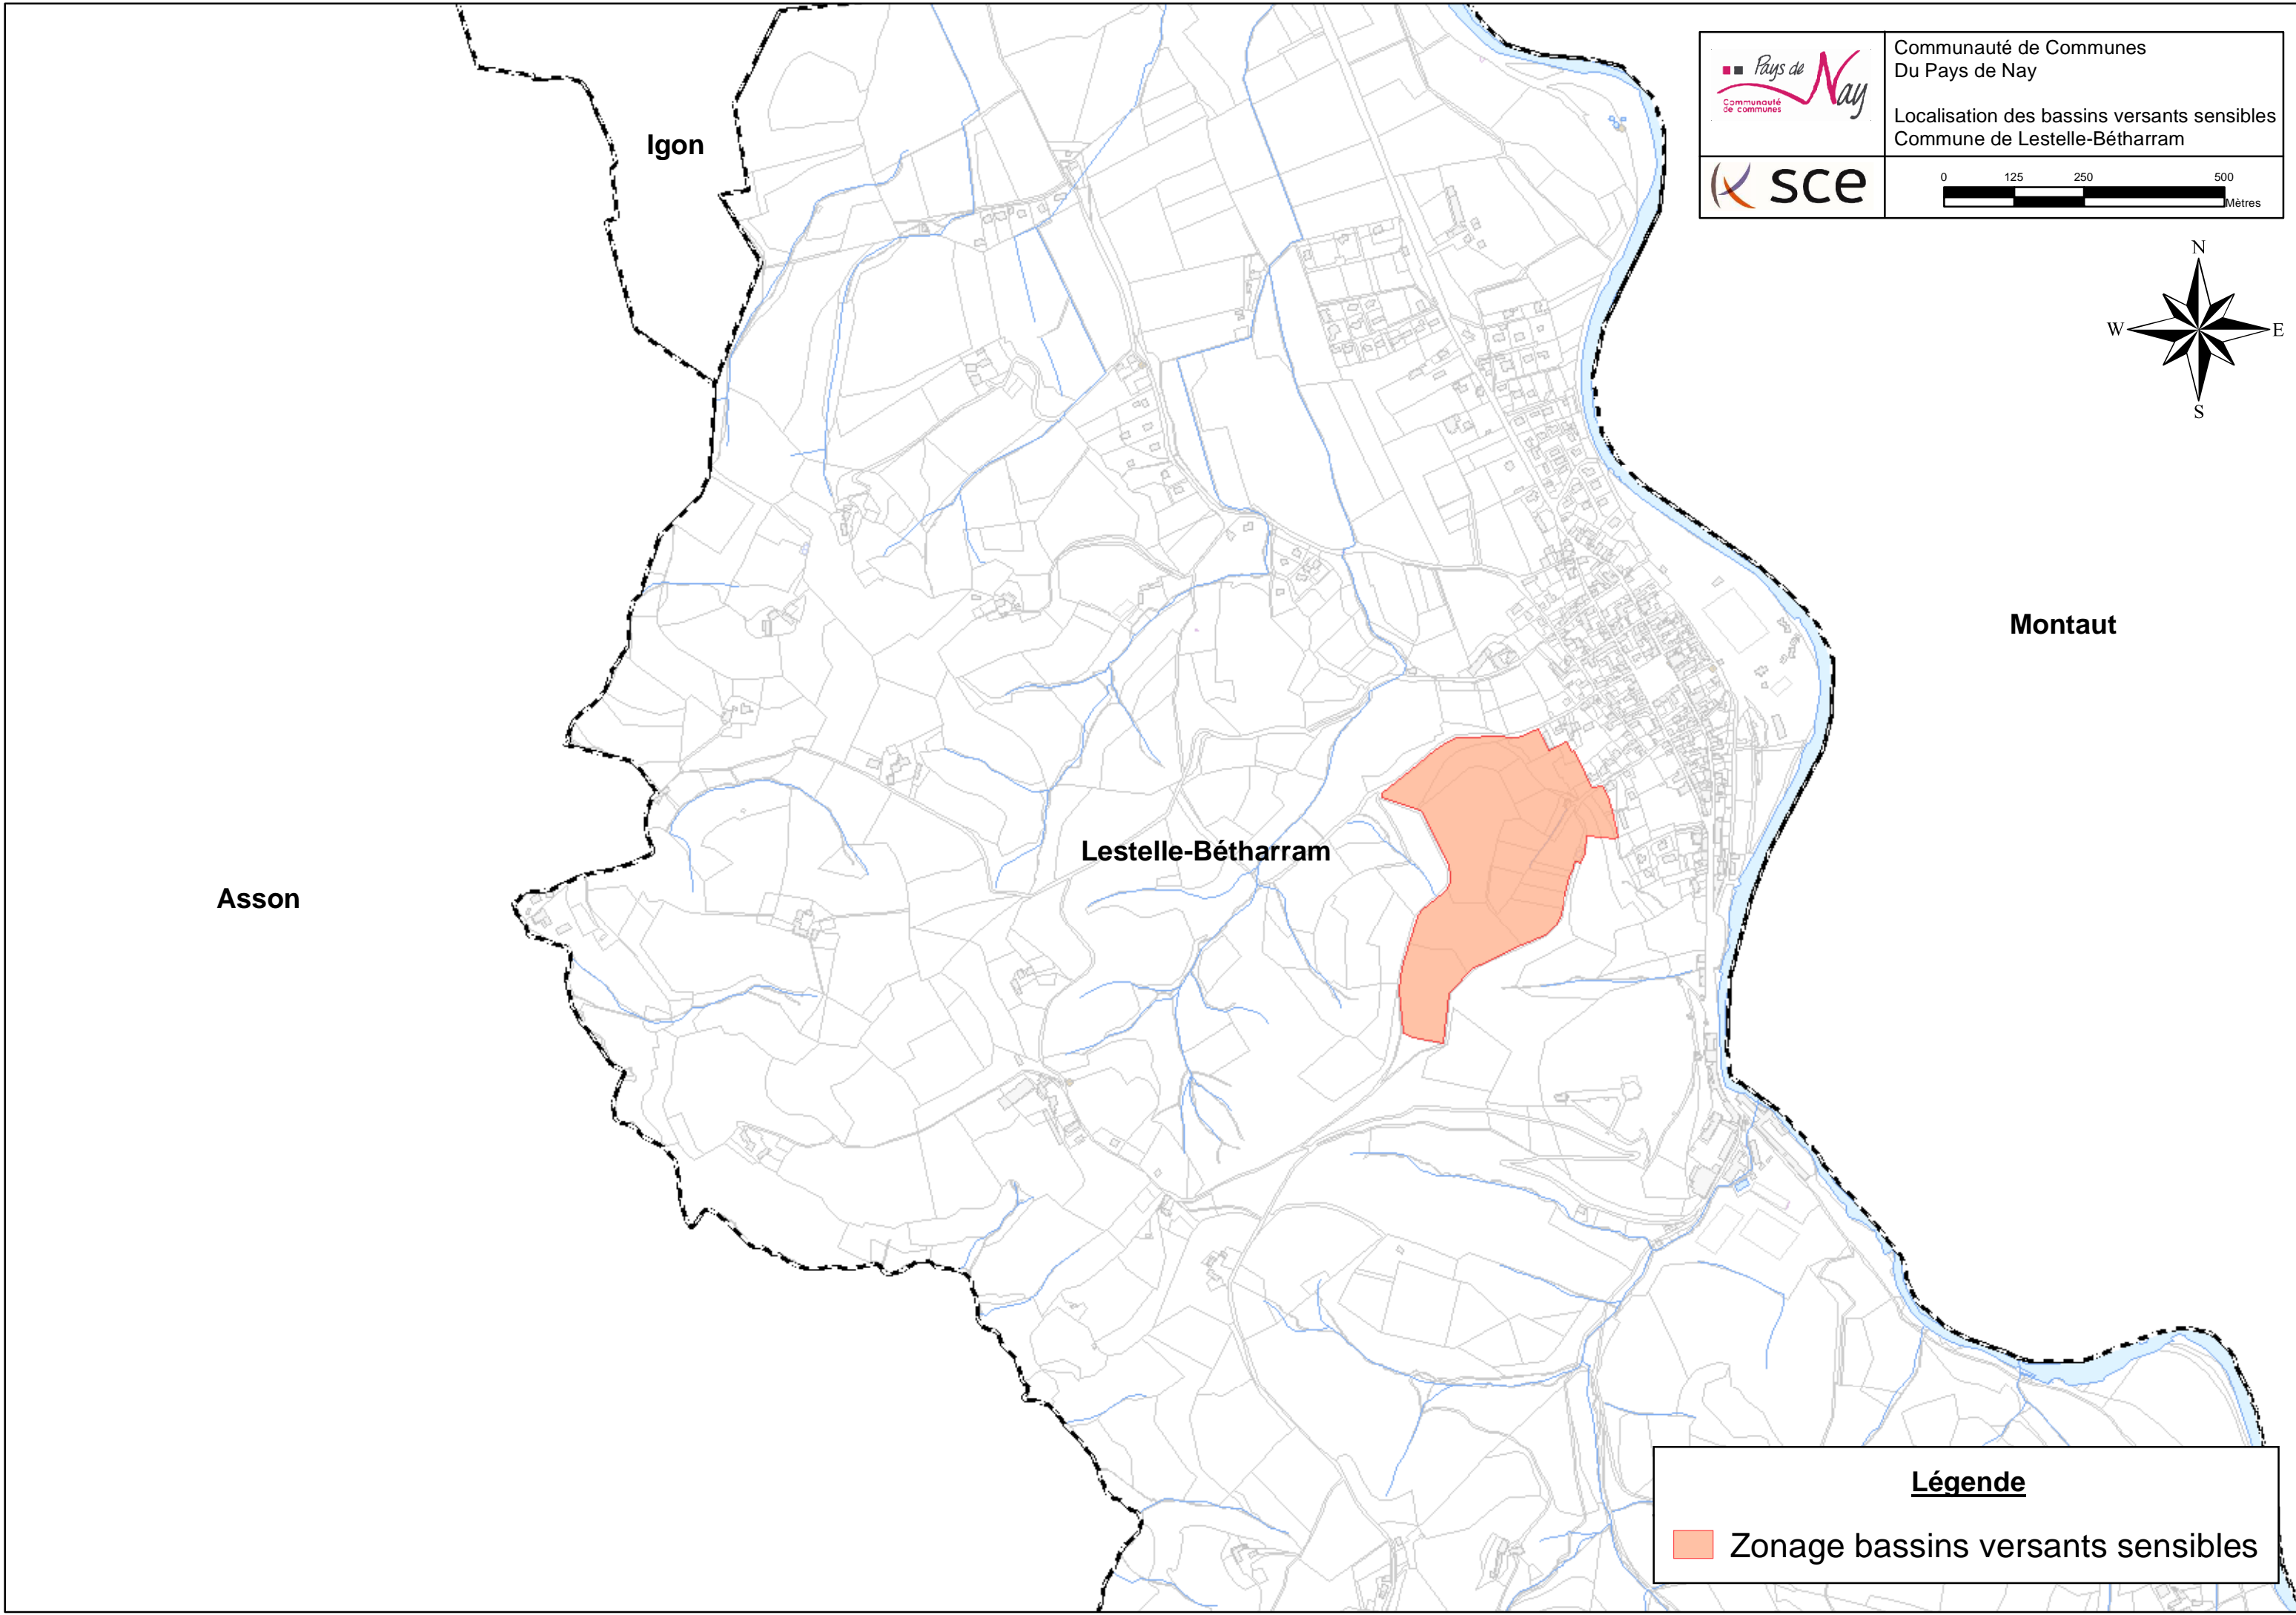 Pays de Nay
Communauté
de communes
Communauté de Communes
Du Pays de Nay
Localisation des bassins versants sensibles
Commune de Lestelle-Bétharram
sce
0 125 250 500
Mètres
N
W E
S
Igon
Montaut
Lestelle-Bétharram
Asson
Légende
Zonage bassins versants sensibles